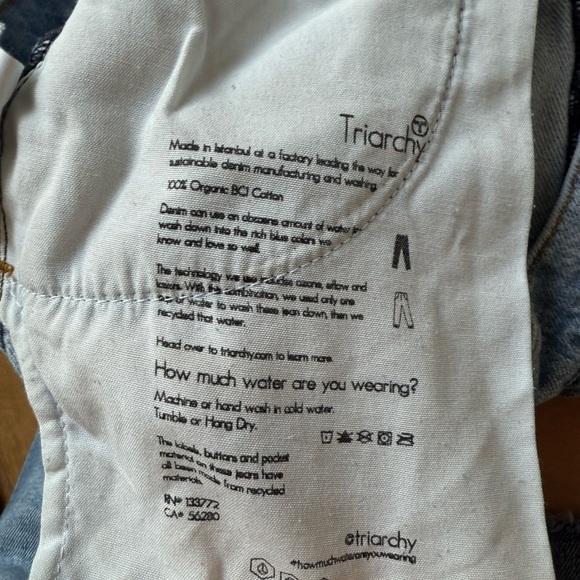 Triarchy
Made in Istanbul at a factory leading the way for
sustainable denim manufacturing and washing.
100% Organic BCI Cotton
Denim can use an obscene amount of water in
wash down into the rich blue colors we
know and love so well.
The technology we use includes ozone, eflow and
lasers. With this combination, we used only one
of water to wash these jean down, then we
recycled that water.
Head over to triarchy.com to learn more.
How much water are you wearing?
Machine or hand wash in cold water.
Tumble or Hang Dry.
The labels, buttons and pocket
material on these jeans have
all been made from recycled
materials.
RN# 133772
CA# 56280
@triarchy
#howmuchwaterareyouwearing